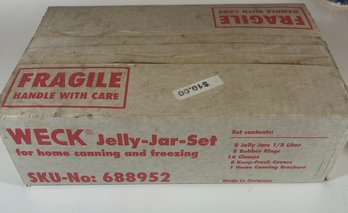 FRAGILE
HANDLE WITH CARE
FRAGILE
HANDLE WITH CARE
$10.00
WECK® Jelly-Jar-Set
for home canning and freezing
SKU-No: 688952
Set contents:
8 Jelly Jars 1/5 Liter
8 Rubber Rings
16 Clamps
8 Keep-Fresh Covers
1 Home Canning Brochure
Made in Germany